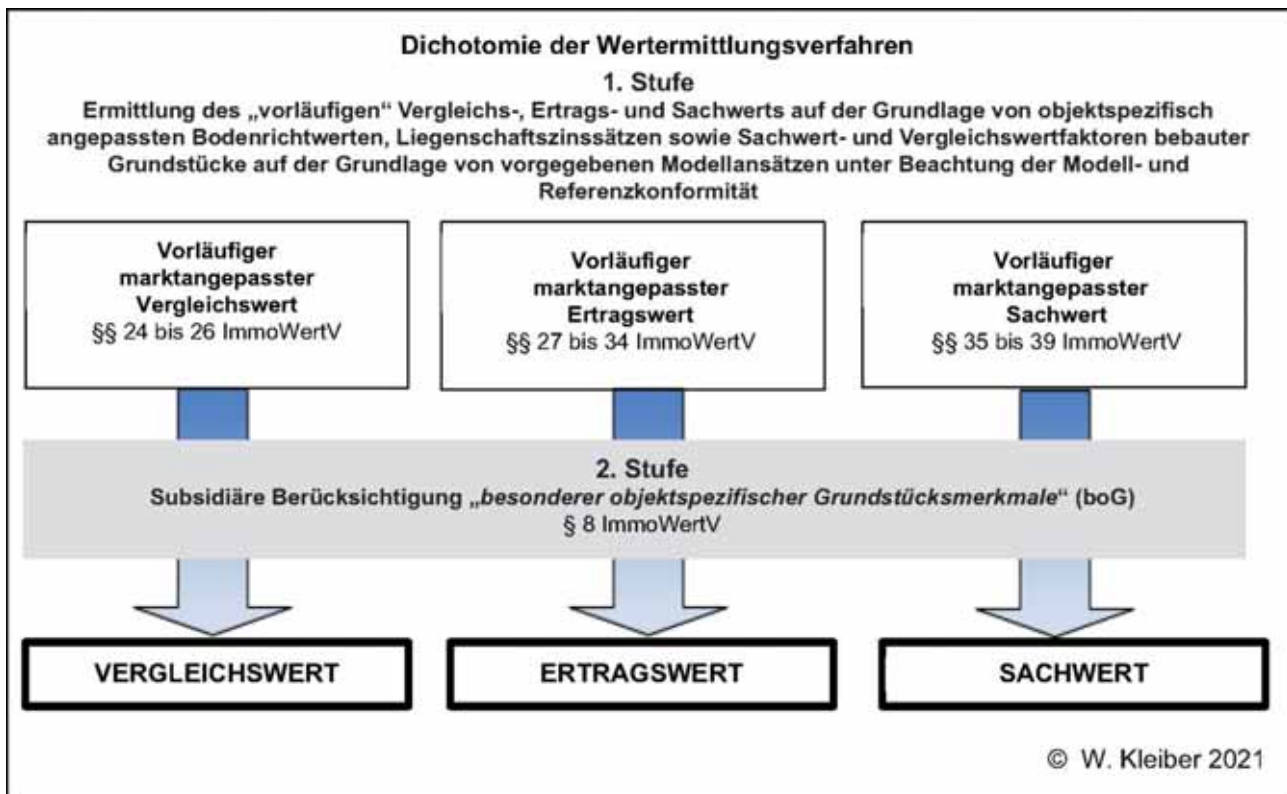 Dichotomie der Wertermittlungsverfahren
1. Stufe
Ermittlung des „vorläufigen“ Vergleichs-, Ertrags- und Sachwerts auf der Grundlage von objektspezifisch
angepassten Bodenrichtwerten, Liegenschaftszinssätzen sowie Sachwert- und Vergleichswertfaktoren bebauter
Grundstücke auf der Grundlage von vorgegebenen Modellansätzen unter Beachtung der Modell- und
Referenzkonformität
Vorläufiger
marktangepasster
Vergleichswert
§§ 24 bis 26 ImmoWertV
Vorläufiger
marktangepasster
Ertragswert
§§ 27 bis 34 ImmoWertV
Vorläufiger
marktangepasster
Sachwert
§§ 35 bis 39 ImmoWertV
2. Stufe
Subsidiäre Berücksichtigung „besonderer objektspezifischer Grundstücksmerkmale“ (boG)
§ 8 ImmoWertV
VERGLEICHSWERT
ERTRAGSWERT
SACHWERT
© W. Kleiber 2021